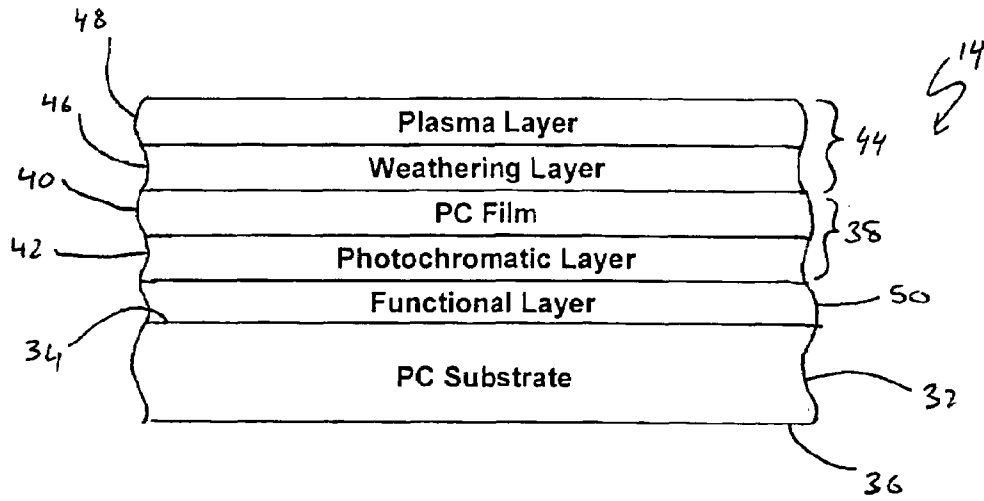 48
14
Plasma Layer
46
44
Weathering Layer
40
PC Film
38
42
Photochromatic Layer
Functional Layer
50
34
PC Substrate
32
36